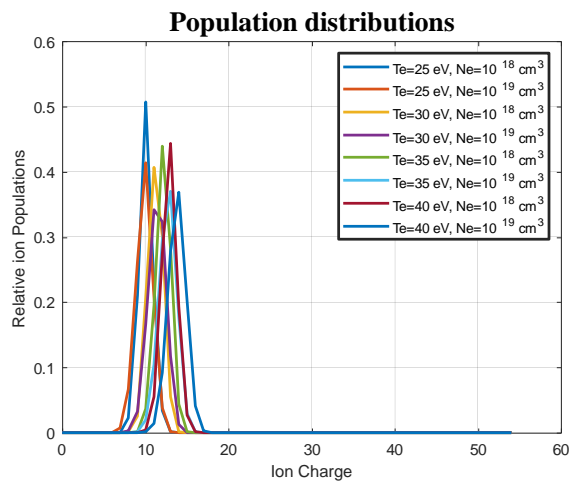 Population distributions
Relative ion Populations
0.6
0.5
0.4
0.3
0.2
0.1
0
0 10 20 30 40 50 60
Ion Charge
Te=25 eV, Ne=10 18 cm3
Te=25 eV, Ne=10 19 cm3
Te=30 eV, Ne=10 18 cm3
Te=30 eV, Ne=10 19 cm3
Te=35 eV, Ne=10 18 cm3
Te=35 eV, Ne=10 19 cm3
Te=40 eV, Ne=10 18 cm3
Te=40 eV, Ne=10 19 cm3